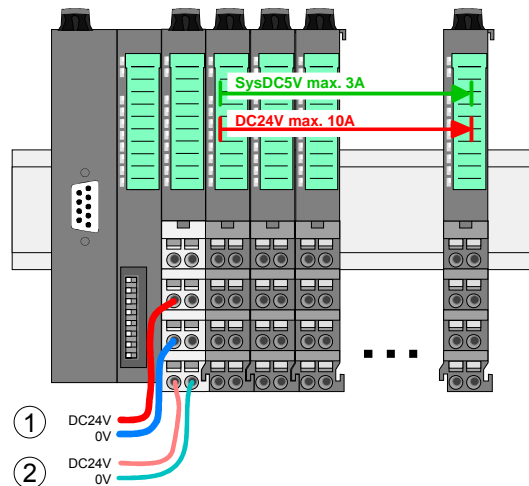 SysDC5V max. 3A
DC24V max. 10A
1 DC24V
0V
2 DC24V
0V